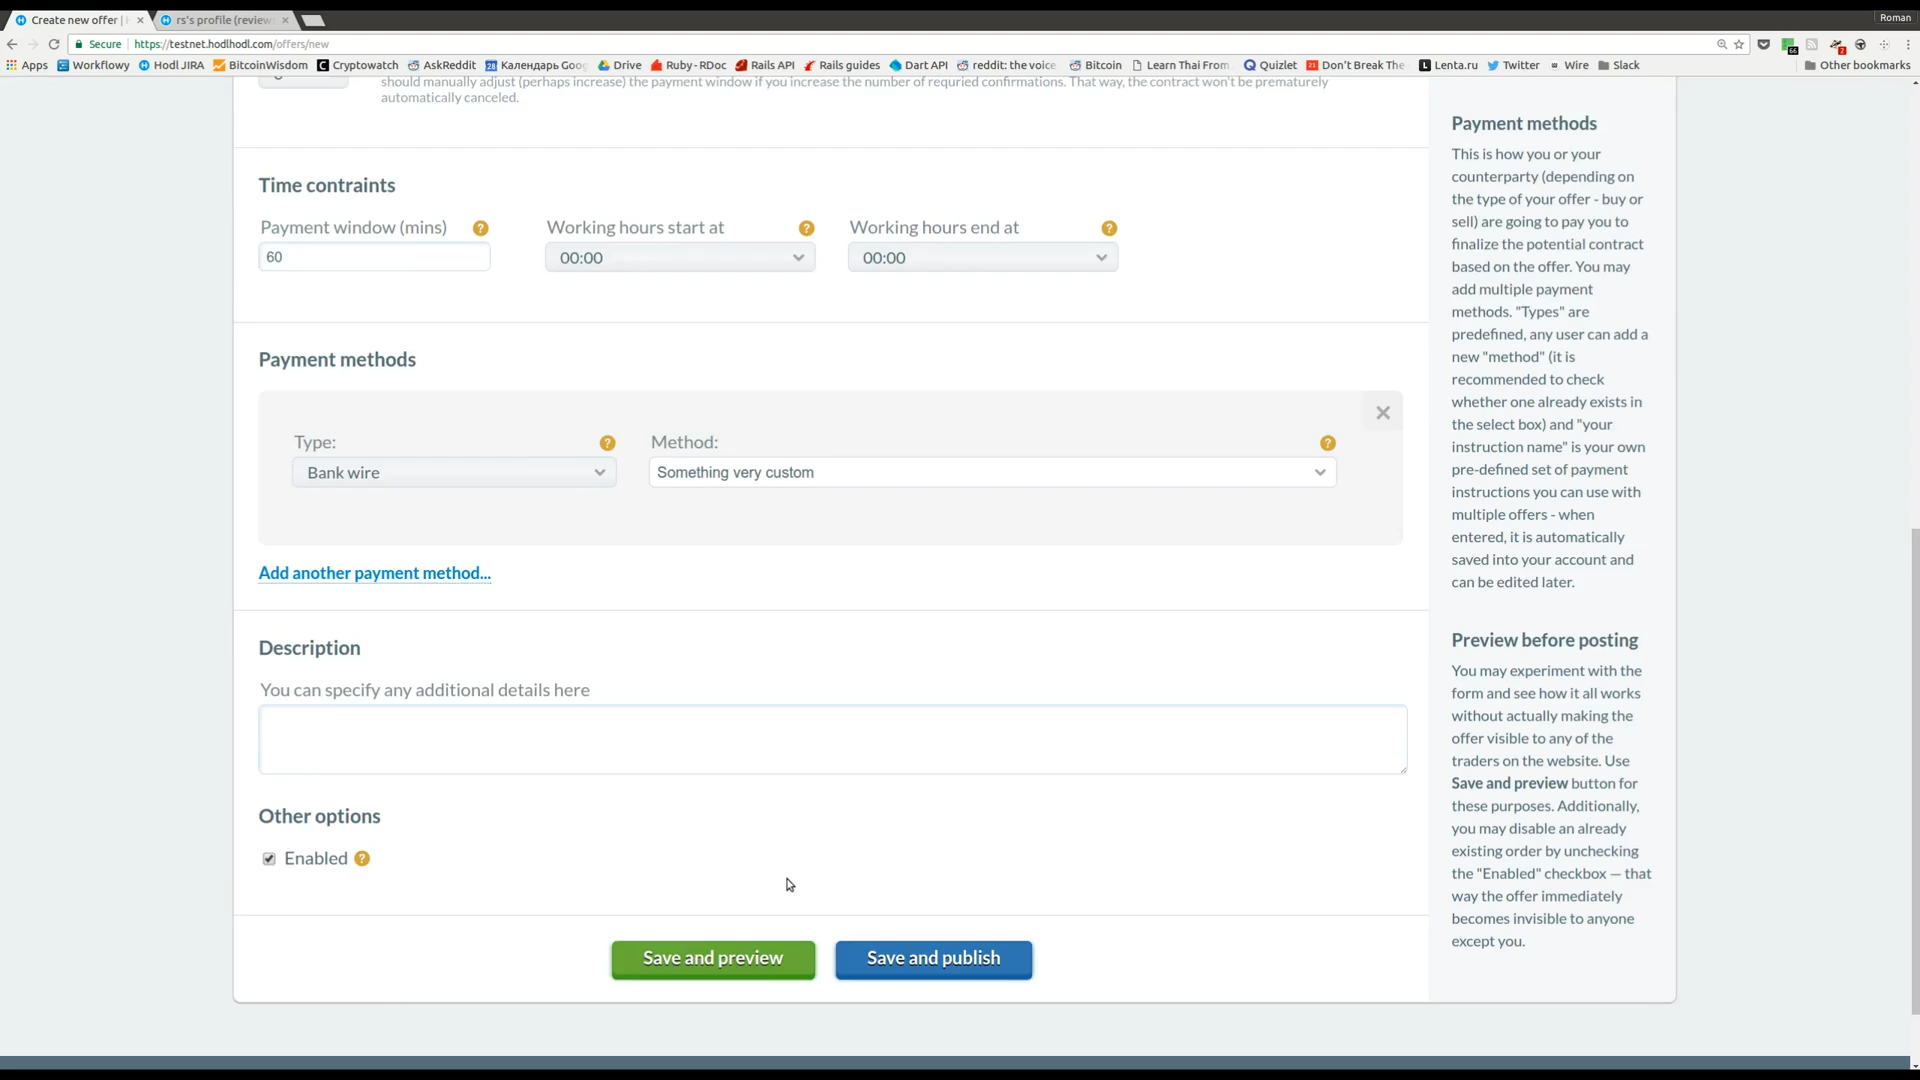 Create new offer |
rs's profile (review
Roman
Secure
https://testnet.hodlhodl.com/offers/new
66
2
Apps
Workflowy
Hodl JIRA
BitcoinWisdom
Cryptowatch
AskReddit
28
Календарь Goo
Drive
Ruby - RDoc
Rails API
Rails guides
Dart API
reddit: the voice
Bitcoin
Learn Thai From
Quizlet
21
Don't Break The
Lenta.ru
Twitter
Wire
Slack
Other bookmarks
should manually adjust (perhaps increase) the payment window if you increase the number of requried confirmations. That way, the contract won't be prematurely
automatically canceled.
Time contraints
Payment window (mins) ?
60
Working hours start at ?
00:00
Working hours end at ?
00:00
Payment methods
Type: ?
Bank wire
Method: ?
Something very custom
Add another payment method...
Description
You can specify any additional details here
Other options
Enabled ?
Save and preview
Save and publish
Payment methods
This is how you or your
counterparty (depending on
the type of your offer - buy or
sell) are going to pay you to
finalize the potential contract
based on the offer. You may
add multiple payment
methods. "Types" are
predefined, any user can add a
new "method" (it is
recommended to check
whether one already exists in
the select box) and "your
instruction name" is your own
pre-defined set of payment
instructions you can use with
multiple offers - when
entered, it is automatically
saved into your account and
can be edited later.
Preview before posting
You may experiment with the
form and see how it all works
without actually making the
offer visible to any of the
traders on the website. Use
Save and preview button for
these purposes. Additionally,
you may disable an already
existing order by unchecking
the "Enabled" checkbox — that
way the offer immediately
becomes invisible to anyone
except you.